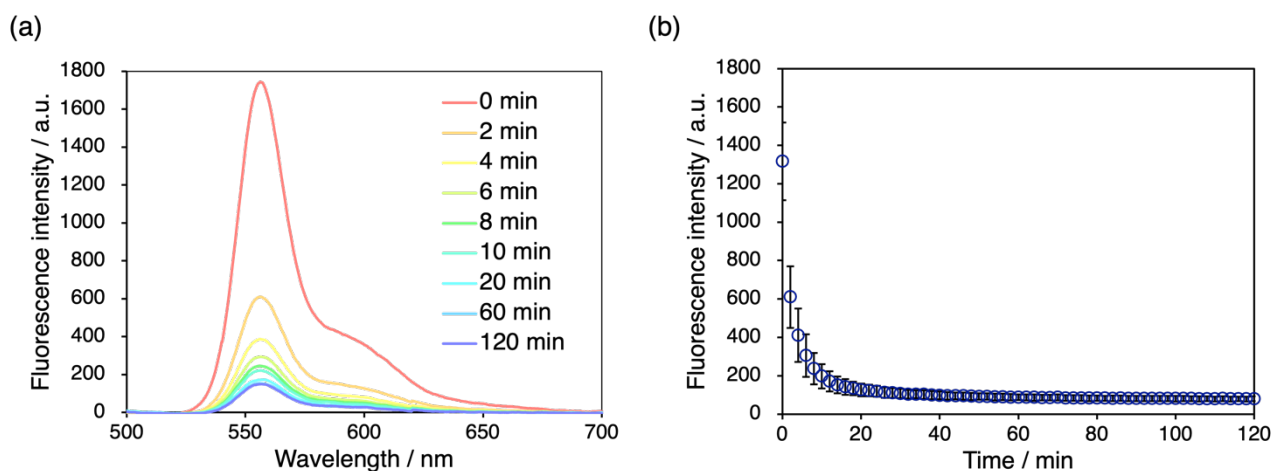 (a)
(b)
Fluorescence intensity / a.u.
1800
1600
1400
1200
1000
800
600
400
200
0
500
550
600
650
700
Wavelength / nm
0 min
2 min
4 min
6 min
8 min
10 min
20 min
60 min
120 min
Fluorescence intensity / a.u.
1800
1600
1400
1200
1000
800
600
400
200
0
0
20
40
60
80
100
120
Time / min